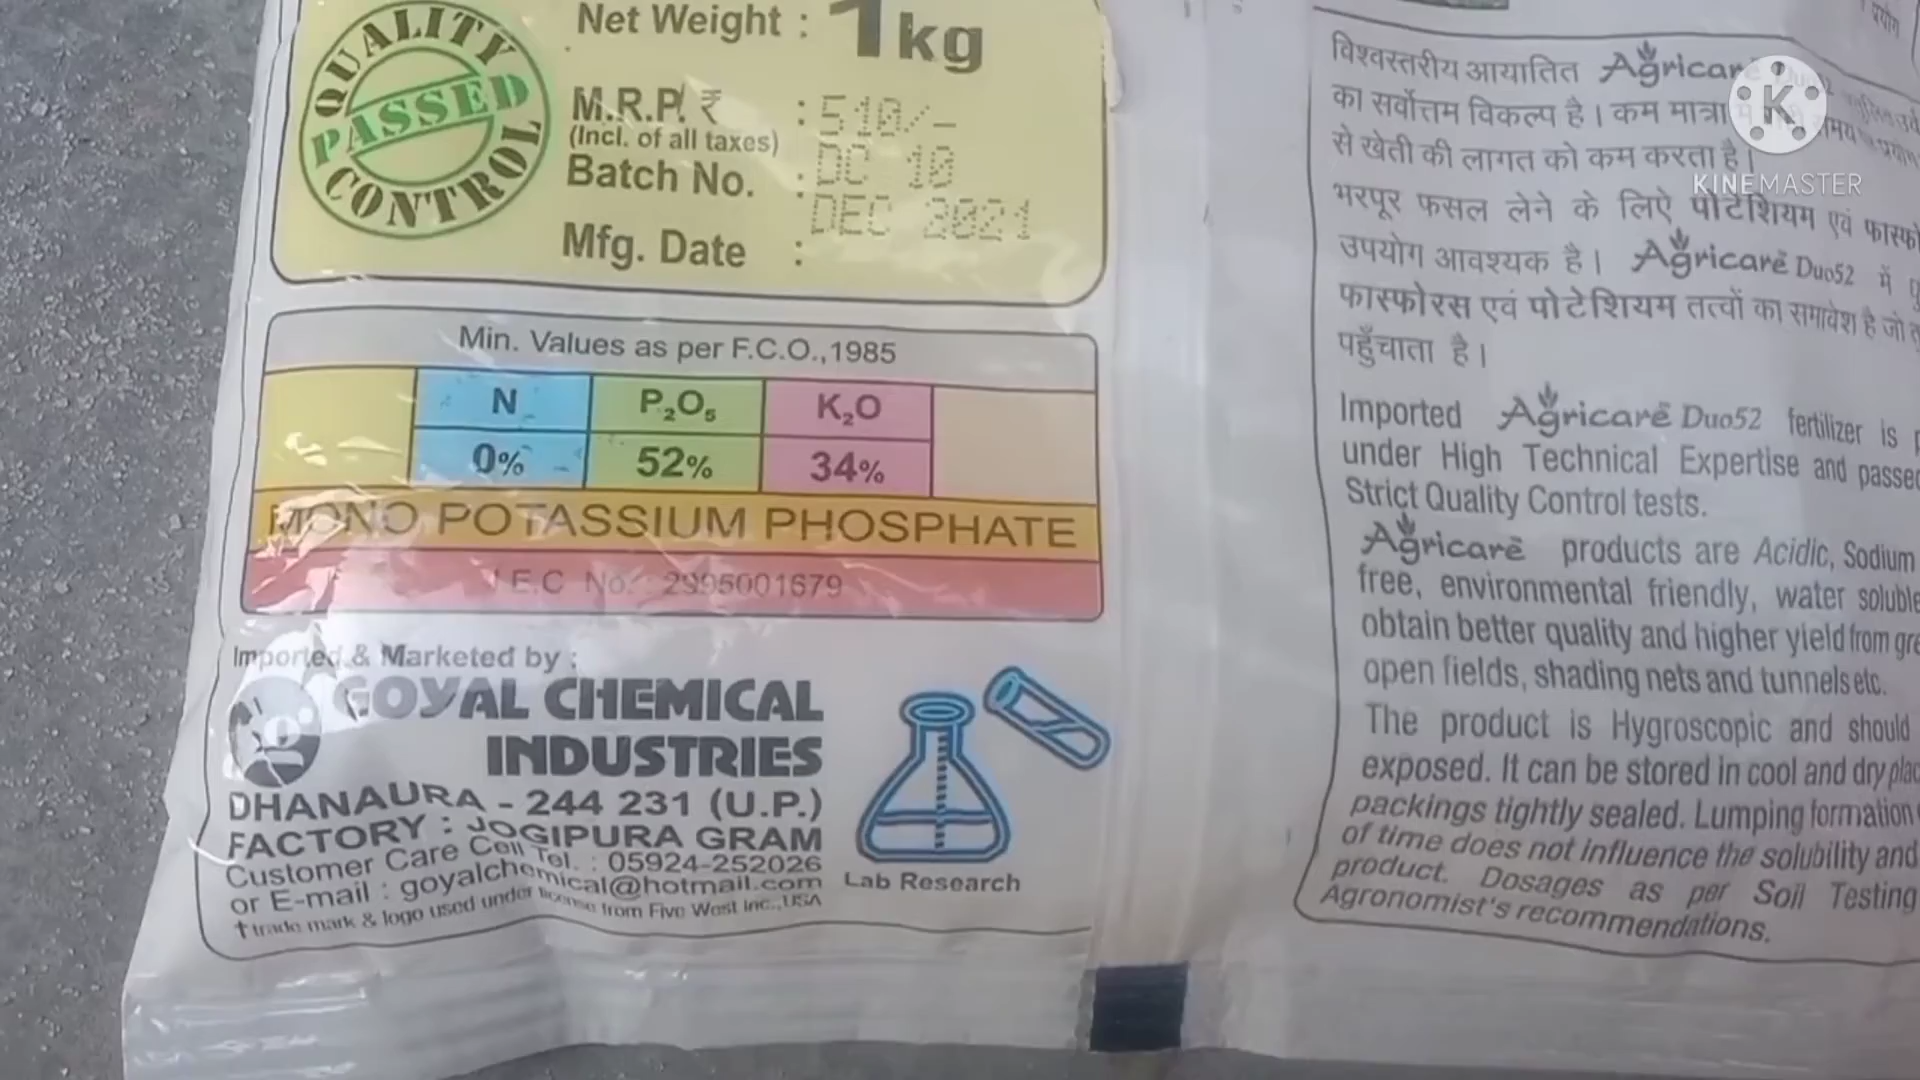 QUALITY
PASSED
CONTROL
Net Weight : 1kg
M.R.P. ₹ : 510/-
(Incl. of all taxes)
Batch No. : DC 10
DEC 2021
Mfg. Date :
Min. Values as per F.C.O.,1985
N P₂O₅ K₂O
0% 52% 34%
MONO POTASSIUM PHOSPHATE
I.E.C No.: 2995001679
Imported & Marketed by :
GOYAL CHEMICAL
INDUSTRIES
DHANAURA - 244 231 (U.P.)
FACTORY : JOGIPURA GRAM
Customer Care Cell Tel. : 05924-252026
or E-mail : goyalchemical@hotmail.com
† trade mark & logo used under license from Five West Inc.,USA
Lab Research
प्रयोग
विश्वस्तरीय आयातित Agricare
का सर्वोत्तम विकल्प है। कम मात्रा
से खेती की लागत को कम करता है।
भरपूर फसल लेने के लिऐ पोटेशियम एवं
उपयोग आवश्यक है। Agricare Duo52 में
फास्फोरस एवं पोटेशियम तत्वों का समावेश है जो
पहुँचाता है।
Imported Agricare Duo52 fertilizer is
under High Technical Expertise and passed
Strict Quality Control tests.
Agricare products are Acidic, Sodium
free, environmental friendly, water soluble
obtain better quality and higher yield from
open fields, shading nets and tunnels etc.
The product is Hygroscopic and should
exposed. It can be stored in cool and dry
packings tightly sealed. Lumping formation
of time does not influence the solubility and
product. Dosages as per Soil Testing
Agronomist's recommendations.
K
KINEMASTER